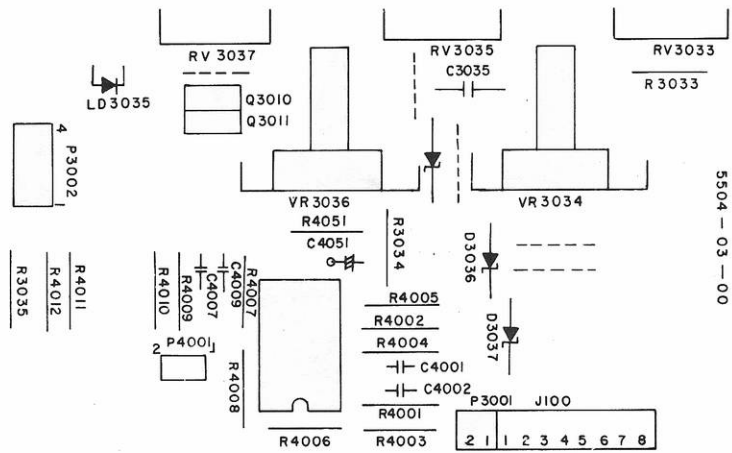 RV 3037
RV3035
RV3033
C3035
R3033
LD3035
Q3010
Q3011
4
P3002
1
VR3036
VR3034
5504-03-00
R4051
C4051
R3034
D3036
R3035
R4012
R4011
R4010
R4009
C4007
C4009
R4007
R4005
R4002
R4004
D3037
2 P4001 1
R4008
C4001
C4002
R4001
P3001 J100
R4006
R4003
2 1 1 2 3 4 5 6 7 8